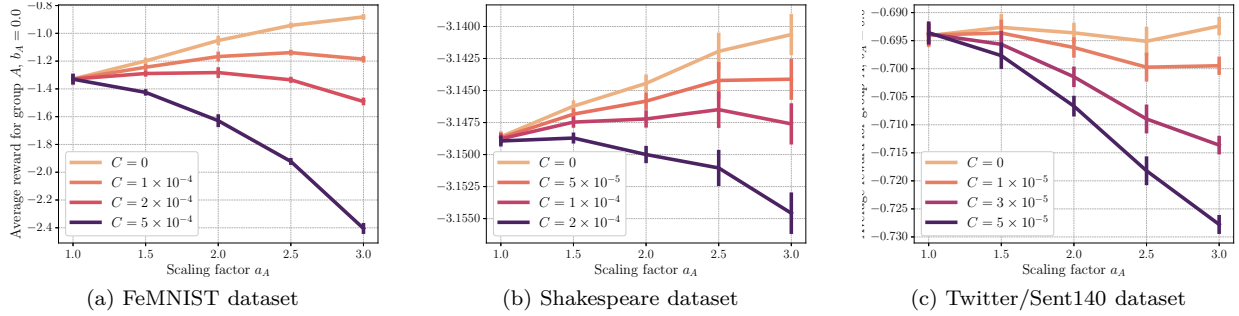 Average reward for group A, b_A = 0.0
−0.8
−1.0
−1.2
−1.4
−1.6
−1.8
−2.0
−2.2
−2.4
C = 0
C = 1 × 10⁻⁴
C = 2 × 10⁻⁴
C = 5 × 10⁻⁴
1.0 1.5 2.0 2.5 3.0
Scaling factor a_A
(a) FeMNIST dataset
−3.1400
−3.1425
−3.1450
−3.1475
−3.1500
−3.1525
−3.1550
C = 0
C = 5 × 10⁻⁵
C = 1 × 10⁻⁴
C = 2 × 10⁻⁴
1.0 1.5 2.0 2.5 3.0
Scaling factor a_A
(b) Shakespeare dataset
Average reward for group A, b_A = 0.0
−0.690
−0.695
−0.700
−0.705
−0.710
−0.715
−0.720
−0.725
−0.730
C = 0
C = 1 × 10⁻⁵
C = 3 × 10⁻⁵
C = 5 × 10⁻⁵
1.0 1.5 2.0 2.5 3.0
Scaling factor a_A
(c) Twitter/Sent140 dataset